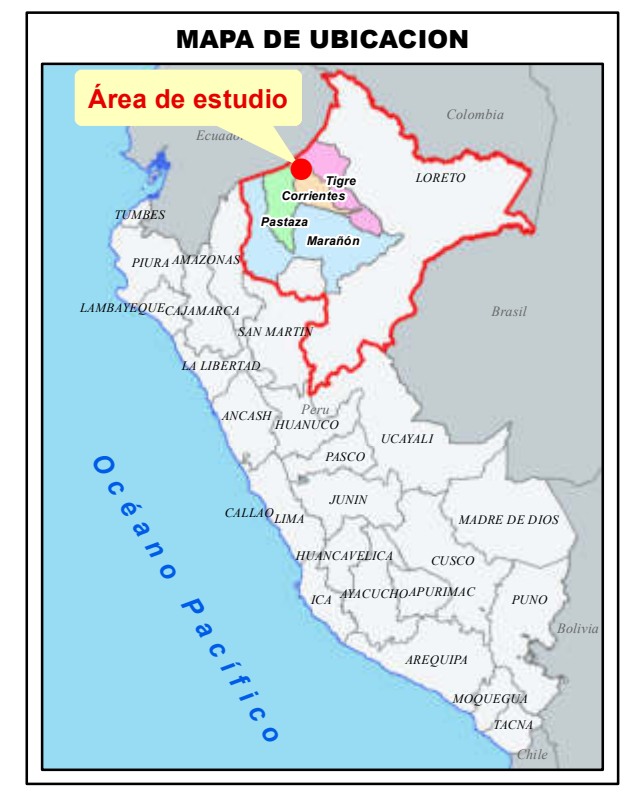 MAPA DE UBICACION
Área de estudio
Colombia
Ecuador
Tigre
LORETO
Corrientes
TUMBES
Pastaza
Marañón
PIURA
AMAZONAS
LAMBAYEQUE
CAJAMARCA
Brasil
SAN MARTIN
LA LIBERTAD
Peru
ANCASH
HUANUCO
UCAYALI
PASCO
JUNIN
CALLAO
LIMA
MADRE DE DIOS
HUANCAVELICA
CUSCO
ICA
AYACUCHO
APURIMAC
PUNO
Bolivia
AREQUIPA
MOQUEGUA
TACNA
Chile
Océano Pacífico